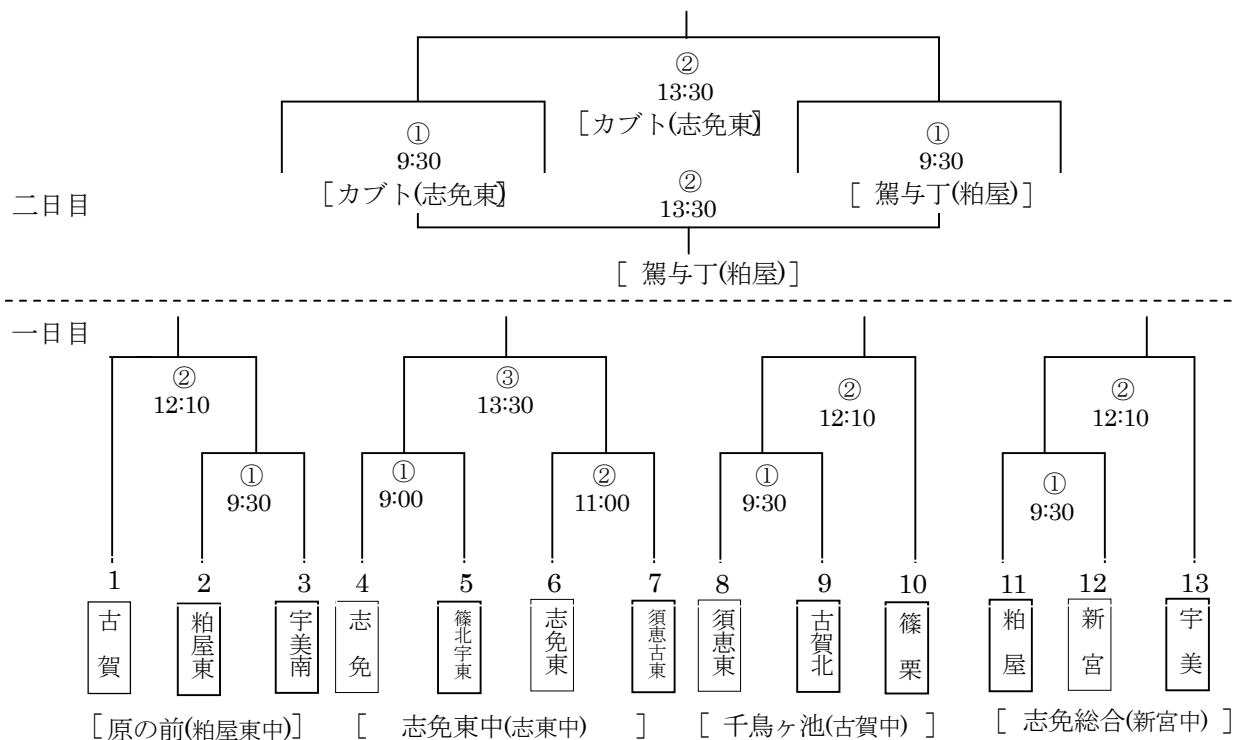 ②
13:30
［カブト(志免東］
① ①
9:30 9:30
［カブト(志免東］ ② ［ 駕与丁(粕屋) ］
二日目 13:30
［ 駕与丁(粕屋) ］
一日目
② ③ ② ②
12:10 13:30 12:10 12:10
① ① ② ① ①
9:30 9:00 11:00 9:30 9:30
1 2 3 4 5 6 7 8 9 10 11 12 13
古賀 粕屋東 宇美南 志免 篠北宇東 志免東 須恵古東 須恵東 古賀北 篠栗 粕屋 新宮 宇美
［原の前(粕屋東中)］ ［ 志免東中(志東中) ］ ［ 千鳥ヶ池(古賀中) ］ ［ 志免総合(新宮中) ］